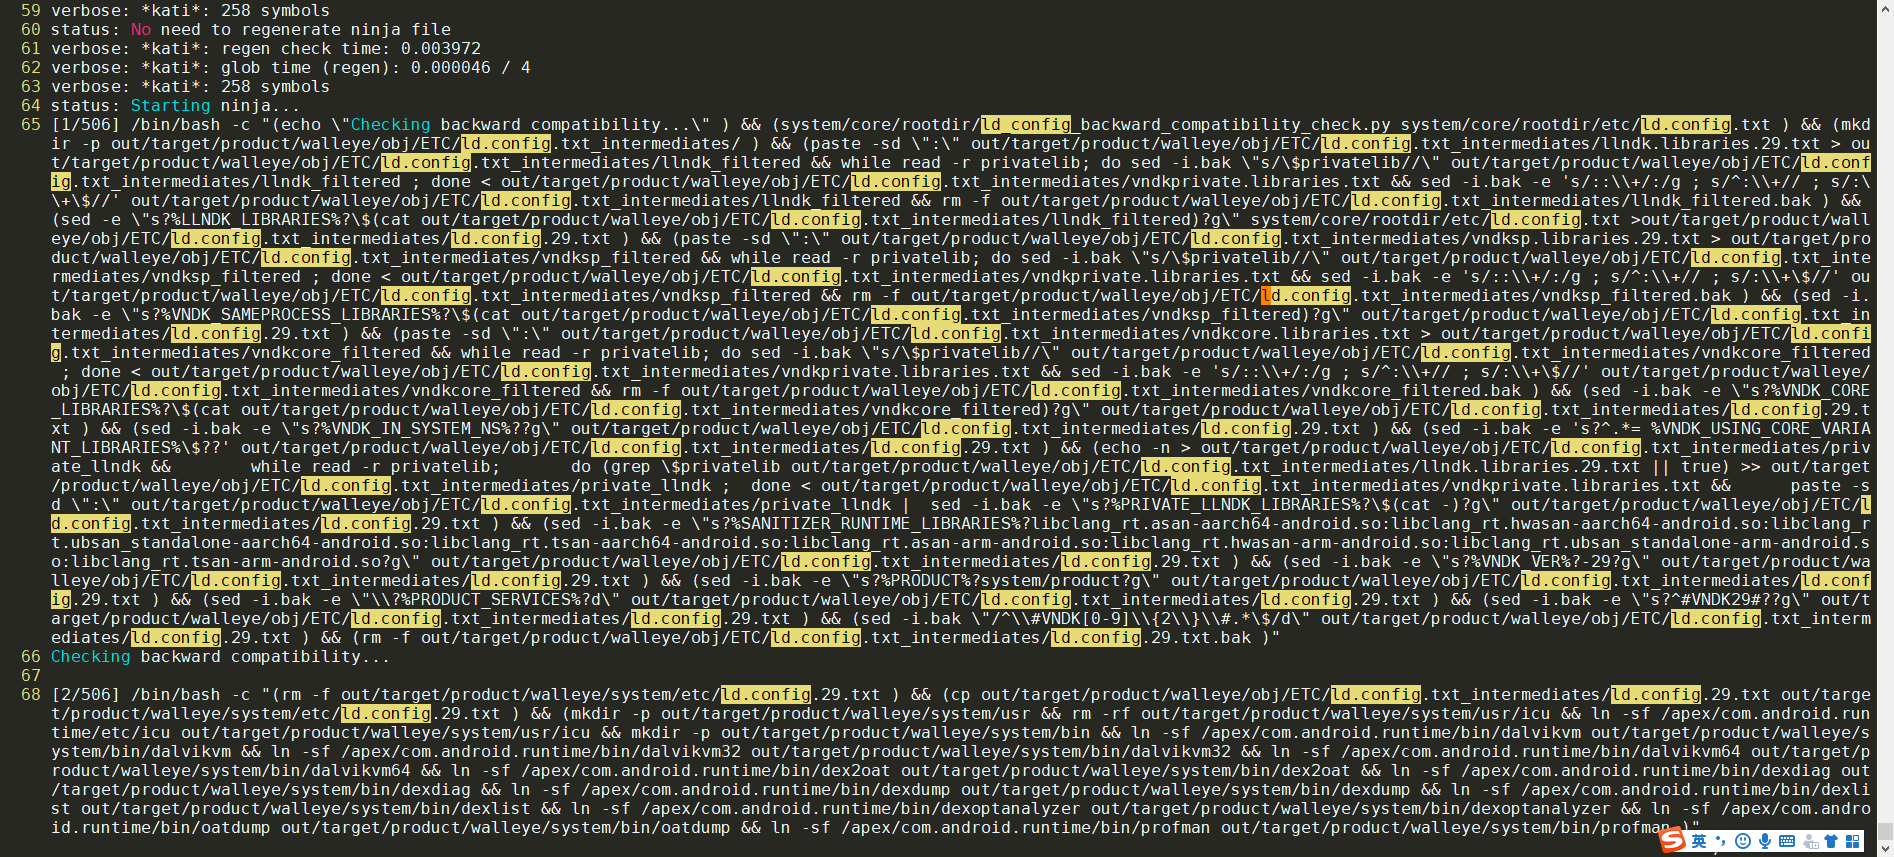 59 verbose: *kati*: 258 symbols
60 status: No need to regenerate ninja file
61 verbose: *kati*: regen check time: 0.003972
62 verbose: *kati*: glob time (regen): 0.000046 / 4
63 verbose: *kati*: 258 symbols
64 status: Starting ninja...
65 [1/506] /bin/bash -c "(echo \"Checking backward compatibility...\" ) && (system/core/rootdir/ld_config_backward_compatibility_check.py system/core/rootdir/etc/ld.config.txt ) && (mkd
ir -p out/target/product/walleye/obj/ETC/ld.config.txt_intermediates/ ) && (paste -sd \":\" out/target/product/walleye/obj/ETC/ld.config.txt_intermediates/llndk.libraries.29.txt > ou
t/target/product/walleye/obj/ETC/ld.config.txt_intermediates/llndk_filtered && while read -r privatelib; do sed -i.bak \"s/\$privatelib//\" out/target/product/walleye/obj/ETC/ld.conf
ig.txt_intermediates/llndk_filtered ; done < out/target/product/walleye/obj/ETC/ld.config.txt_intermediates/vndkprivate.libraries.txt && sed -i.bak -e 's/::\\+/:/g ; s/^:\\+// ; s/:\
\+\$//' out/target/product/walleye/obj/ETC/ld.config.txt_intermediates/llndk_filtered && rm -f out/target/product/walleye/obj/ETC/ld.config.txt_intermediates/llndk_filtered.bak ) && 
(sed -e \"s?%LLNDK_LIBRARIES%?\$(cat out/target/product/walleye/obj/ETC/ld.config.txt_intermediates/llndk_filtered)?g\" system/core/rootdir/etc/ld.config.txt >out/target/product/wall
eye/obj/ETC/ld.config.txt_intermediates/ld.config.29.txt ) && (paste -sd \":\" out/target/product/walleye/obj/ETC/ld.config.txt_intermediates/vndksp.libraries.29.txt > out/target/pro
duct/walleye/obj/ETC/ld.config.txt_intermediates/vndksp_filtered && while read -r privatelib; do sed -i.bak \"s/\$privatelib//\" out/target/product/walleye/obj/ETC/ld.config.txt_inte
rmediates/vndksp_filtered ; done < out/target/product/walleye/obj/ETC/ld.config.txt_intermediates/vndkprivate.libraries.txt && sed -i.bak -e 's/::\\+/:/g ; s/^:\\+// ; s/:\\+\$//' ou
t/target/product/walleye/obj/ETC/ld.config.txt_intermediates/vndksp_filtered && rm -f out/target/product/walleye/obj/ETC/ld.config.txt_intermediates/vndksp_filtered.bak ) && (sed -i.
bak -e \"s?%VNDK_SAMEPROCESS_LIBRARIES%?\$(cat out/target/product/walleye/obj/ETC/ld.config.txt_intermediates/vndksp_filtered)?g\" out/target/product/walleye/obj/ETC/ld.config.txt_in
termediates/ld.config.29.txt ) && (paste -sd \":\" out/target/product/walleye/obj/ETC/ld.config.txt_intermediates/vndkcore.libraries.txt > out/target/product/walleye/obj/ETC/ld.confi
g.txt_intermediates/vndkcore_filtered && while read -r privatelib; do sed -i.bak \"s/\$privatelib//\" out/target/product/walleye/obj/ETC/ld.config.txt_intermediates/vndkcore_filtered
 ; done < out/target/product/walleye/obj/ETC/ld.config.txt_intermediates/vndkprivate.libraries.txt && sed -i.bak -e 's/::\\+/:/g ; s/^:\\+// ; s/:\\+\$//' out/target/product/walleye/
obj/ETC/ld.config.txt_intermediates/vndkcore_filtered && rm -f out/target/product/walleye/obj/ETC/ld.config.txt_intermediates/vndkcore_filtered.bak ) && (sed -i.bak -e \"s?%VNDK_CORE
_LIBRARIES%?\$(cat out/target/product/walleye/obj/ETC/ld.config.txt_intermediates/vndkcore_filtered)?g\" out/target/product/walleye/obj/ETC/ld.config.txt_intermediates/ld.config.29.t
xt ) && (sed -i.bak -e \"s?%VNDK_IN_SYSTEM_NS%??g\" out/target/product/walleye/obj/ETC/ld.config.txt_intermediates/ld.config.29.txt ) && (sed -i.bak -e 's?^.*= %VNDK_USING_CORE_VARIA
NT_LIBRARIES%\$??' out/target/product/walleye/obj/ETC/ld.config.txt_intermediates/ld.config.29.txt ) && (echo -n > out/target/product/walleye/obj/ETC/ld.config.txt_intermediates/priv
ate_llndk &&        while read -r privatelib;       do (grep \$privatelib out/target/product/walleye/obj/ETC/ld.config.txt_intermediates/llndk.libraries.29.txt || true) >> out/target
/product/walleye/obj/ETC/ld.config.txt_intermediates/private_llndk ;  done < out/target/product/walleye/obj/ETC/ld.config.txt_intermediates/vndkprivate.libraries.txt &&      paste -s
d \":\" out/target/product/walleye/obj/ETC/ld.config.txt_intermediates/private_llndk |  sed -i.bak -e \"s?%PRIVATE_LLNDK_LIBRARIES%?\$(cat -)?g\" out/target/product/walleye/obj/ETC/l
d.config.txt_intermediates/ld.config.29.txt ) && (sed -i.bak -e \"s?%SANITIZER_RUNTIME_LIBRARIES%?libclang_rt.asan-aarch64-android.so:libclang_rt.hwasan-aarch64-android.so:libclang_r
t.ubsan_standalone-aarch64-android.so:libclang_rt.tsan-aarch64-android.so:libclang_rt.asan-arm-android.so:libclang_rt.hwasan-arm-android.so:libclang_rt.ubsan_standalone-arm-android.s
o:libclang_rt.tsan-arm-android.so?g\" out/target/product/walleye/obj/ETC/ld.config.txt_intermediates/ld.config.29.txt ) && (sed -i.bak -e \"s?%VNDK_VER%?-29?g\" out/target/product/wa
lleye/obj/ETC/ld.config.txt_intermediates/ld.config.29.txt ) && (sed -i.bak -e \"s?%PRODUCT%?system/product?g\" out/target/product/walleye/obj/ETC/ld.config.txt_intermediates/ld.conf
ig.29.txt ) && (sed -i.bak -e \"\\?%PRODUCT_SERVICES%?d\" out/target/product/walleye/obj/ETC/ld.config.txt_intermediates/ld.config.29.txt ) && (sed -i.bak -e \"s?^#VNDK29#??g\" out/t
arget/product/walleye/obj/ETC/ld.config.txt_intermediates/ld.config.29.txt ) && (sed -i.bak \"/^\\#VNDK[0-9]\\{2\\}\\#.*\$/d\" out/target/product/walleye/obj/ETC/ld.config.txt_interm
ediates/ld.config.29.txt ) && (rm -f out/target/product/walleye/obj/ETC/ld.config.txt_intermediates/ld.config.29.txt.bak )"
66 Checking backward compatibility...
67
68 [2/506] /bin/bash -c "(rm -f out/target/product/walleye/system/etc/ld.config.29.txt ) && (cp out/target/product/walleye/obj/ETC/ld.config.txt_intermediates/ld.config.29.txt out/targe
t/product/walleye/system/etc/ld.config.29.txt ) && (mkdir -p out/target/product/walleye/system/usr && rm -rf out/target/product/walleye/system/usr/icu && ln -sf /apex/com.android.run
time/etc/icu out/target/product/walleye/system/usr/icu && mkdir -p out/target/product/walleye/system/bin && ln -sf /apex/com.android.runtime/bin/dalvikvm out/target/product/walleye/s
ystem/bin/dalvikvm && ln -sf /apex/com.android.runtime/bin/dalvikvm32 out/target/product/walleye/system/bin/dalvikvm32 && ln -sf /apex/com.android.runtime/bin/dalvikvm64 out/target/p
roduct/walleye/system/bin/dalvikvm64 && ln -sf /apex/com.android.runtime/bin/dex2oat out/target/product/walleye/system/bin/dex2oat && ln -sf /apex/com.android.runtime/bin/dexdiag out
/target/product/walleye/system/bin/dexdiag && ln -sf /apex/com.android.runtime/bin/dexdump out/target/product/walleye/system/bin/dexdump && ln -sf /apex/com.android.runtime/bin/dexli
st out/target/product/walleye/system/bin/dexlist && ln -sf /apex/com.android.runtime/bin/dexoptanalyzer out/target/product/walleye/system/bin/dexoptanalyzer && ln -sf /apex/com.andro
id.runtime/bin/oatdump out/target/product/walleye/system/bin/oatdump && ln -sf /apex/com.android.runtime/bin/profman out/target/product/walleye/system/bin/profman )"
英